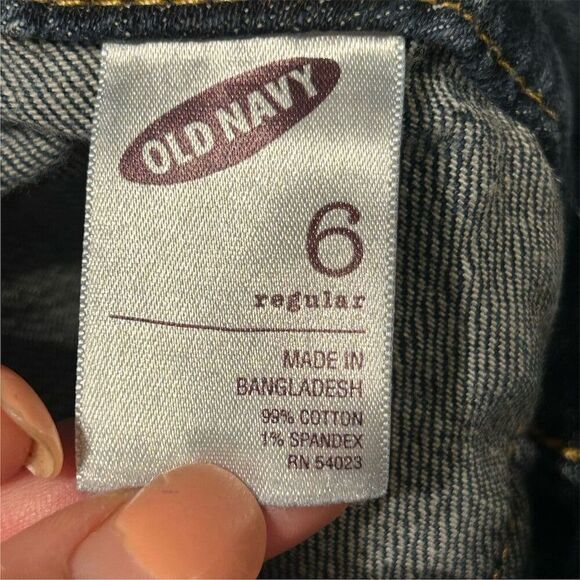 OLD NAVY
6
regular
MADE IN
BANGLADESH
99% COTTON
1% SPANDEX
RN 54023